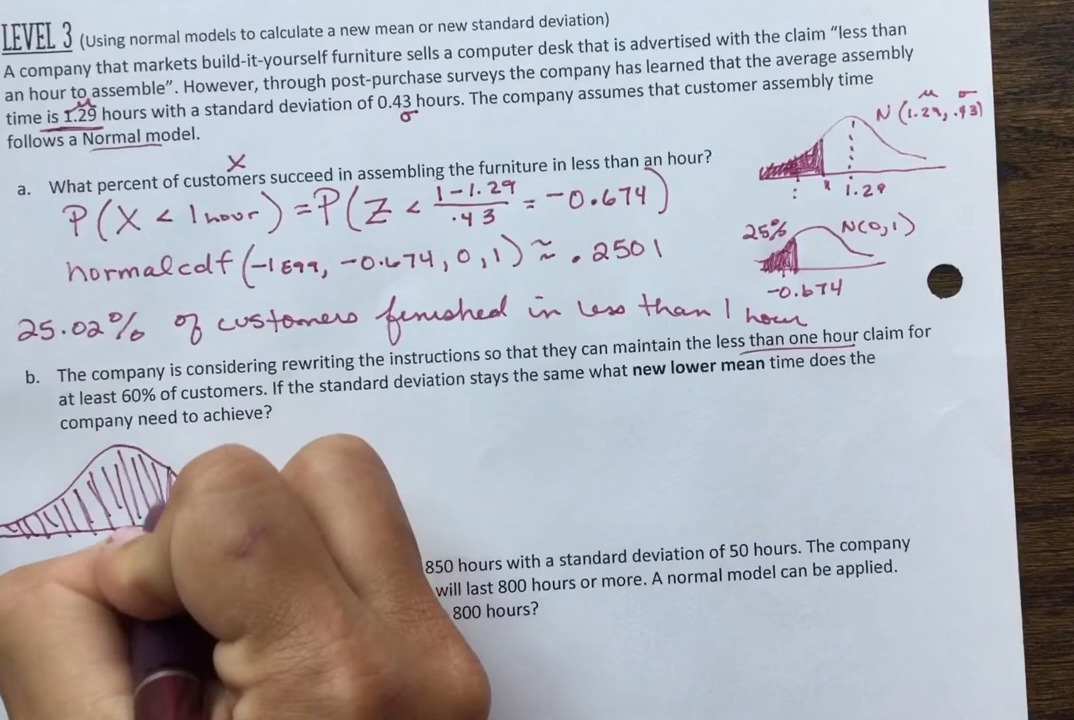 LEVEL 3 (Using normal models to calculate a new mean or new standard deviation)
A company that markets build-it-yourself furniture sells a computer desk that is advertised with the claim “less than
an hour to assemble”. However, through post-purchase surveys the company has learned that the average assembly
μ
time is 1.29 hours with a standard deviation of 0.43 hours. The company assumes that customer assembly time
σ
follows a Normal model.
μ σ
N (1.29, .43)
1.29
x
a. What percent of customers succeed in assembling the furniture in less than an hour?
P(X < 1 hour) = P(Z < 1-1.29/.43 = -0.674)
25% N(0,1)
normalcdf (-1E99, -0.674, 0, 1) ≈ .2501
-0.674
25.02% of customers finished in less than 1 hour
b. The company is considering rewriting the instructions so that they can maintain the less than one hour claim for
at least 60% of customers. If the standard deviation stays the same what new lower mean time does the
company need to achieve?
850 hours with a standard deviation of 50 hours. The company
will last 800 hours or more. A normal model can be applied.
800 hours?